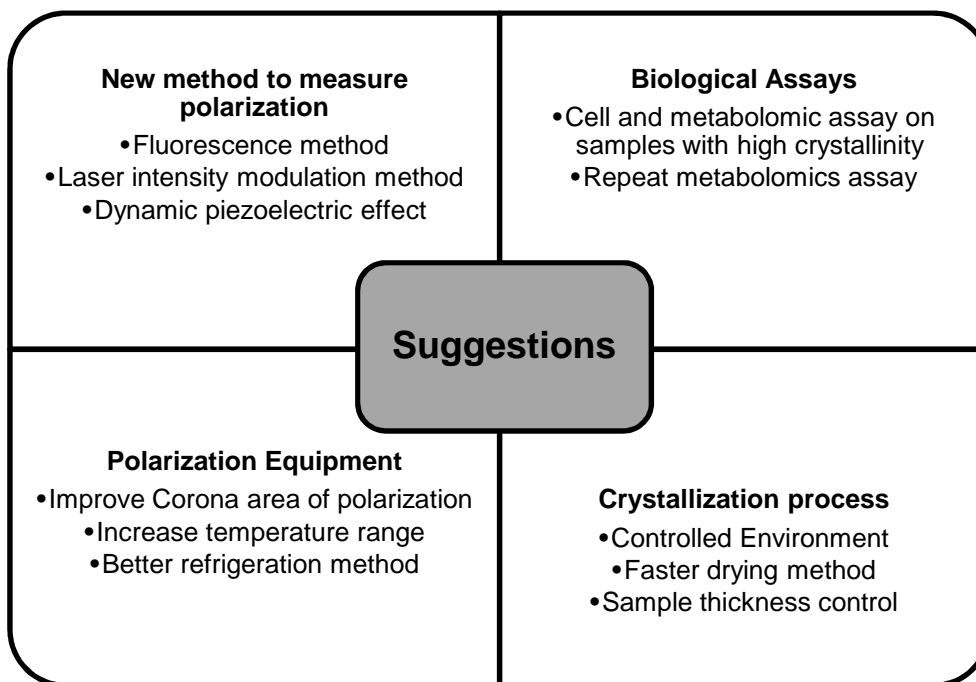 New method to measure
polarization
•Fluorescence method
•Laser intensity modulation method
•Dynamic piezoelectric effect
Biological Assays
•Cell and metabolomic assay on
samples with high crystallinity
•Repeat metabolomics assay
Suggestions
Polarization Equipment
•Improve Corona area of polarization
•Increase temperature range
•Better refrigeration method
Crystallization process
•Controlled Environment
•Faster drying method
•Sample thickness control